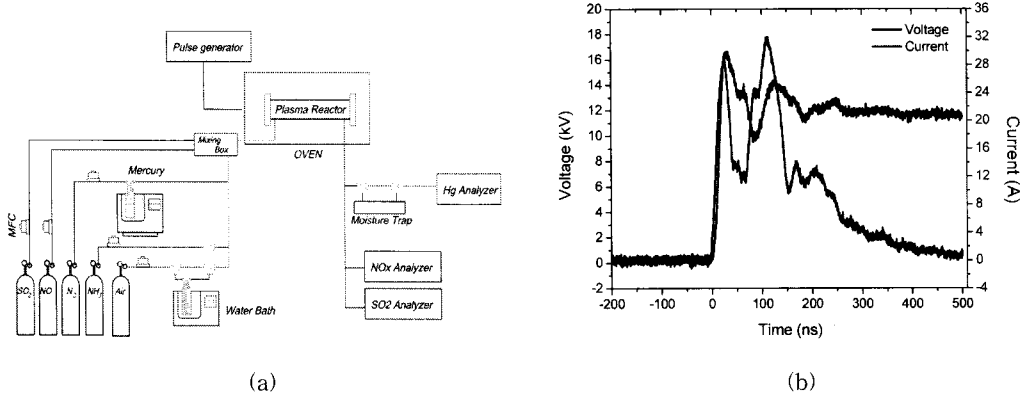 Pulse generator
Plasma Reactor
OVEN
Mixing
Box
Mercury
MFC
Hg Analyzer
Moisture Trap
NOx Analyzer
SO2 Analyzer
Water Bath
SO2
NO
N2
NH3
Air
(a)
20
18
16
14
12
10
8
6
4
2
0
-2
Voltage (kV)
Voltage
Current
36
32
28
24
20
16
12
8
4
0
-4
Current (A)
-200 -100 0 100 200 300 400 500
Time (ns)
(b)